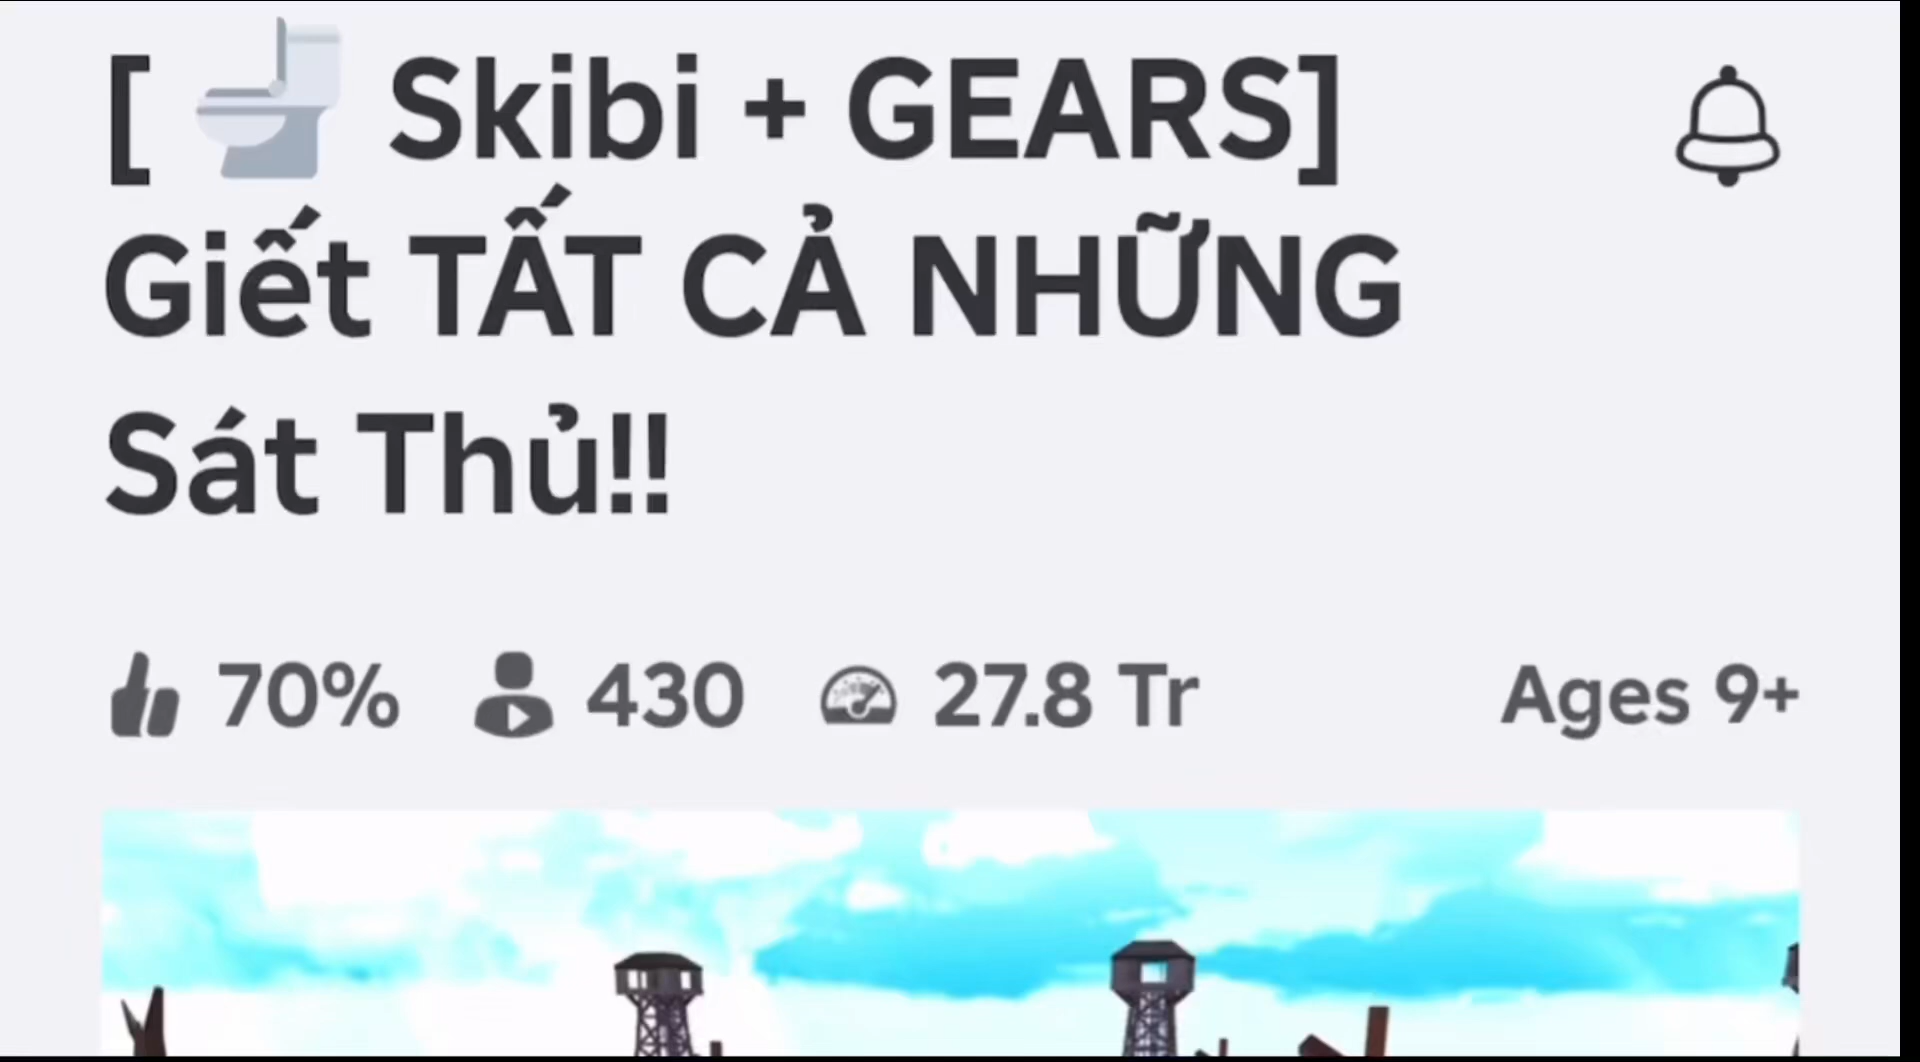 [ 🚽 Skibi + GEARS]
Giết TẤT CẢ NHỮNG
Sát Thủ!!
70% 430 27.8 Tr Ages 9+